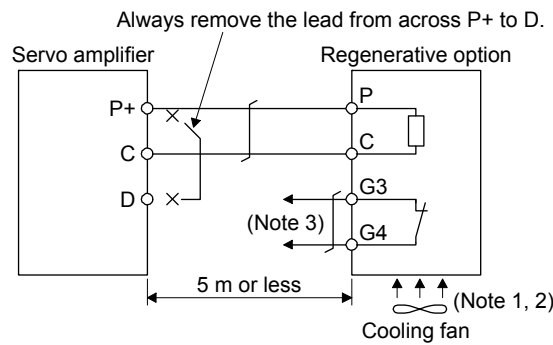 Always remove the lead from across P+ to D.
Servo amplifier
Regenerative option
P+
P
C
C
D
G3
(Note 3)
G4
5 m or less
(Note 1, 2)
Cooling fan